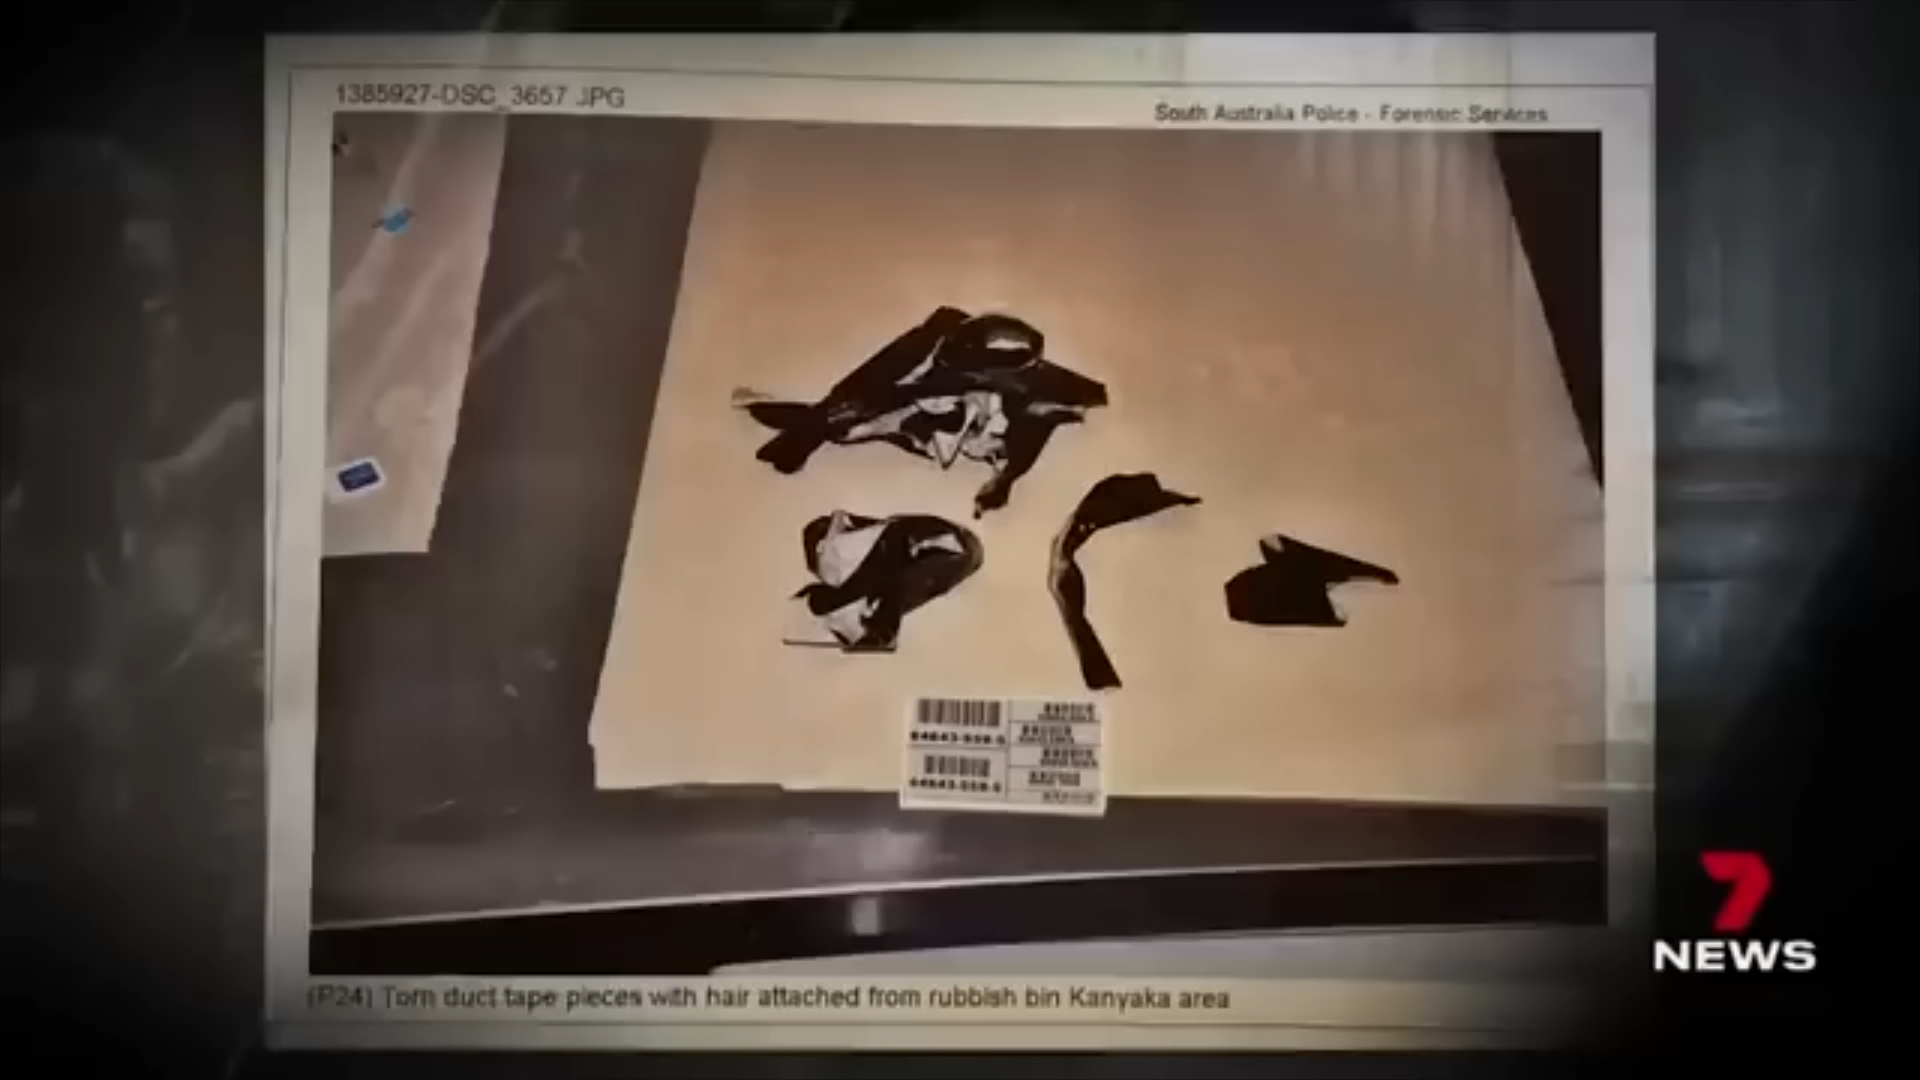 1385927-DSC_3657.JPG
South Australia Police - Forensic Services
(P24) Torn duct tape pieces with hair attached from rubbish bin Kanyaka area
7
NEWS